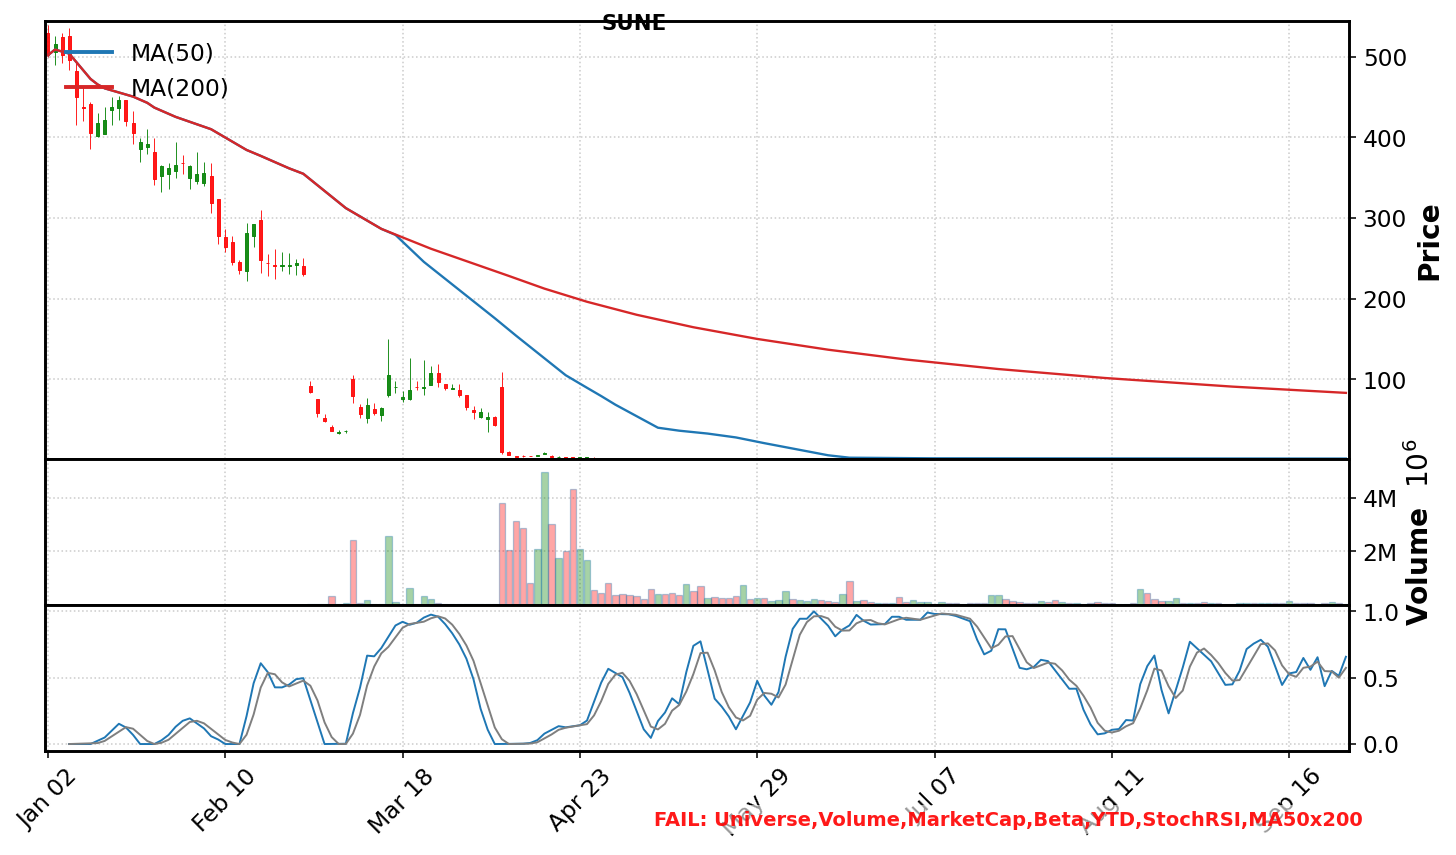 SUNE
MA(50)
MA(200)
500
400
300
200
100
Price
4M
2M
Volume 10^6
1.0
0.5
0.0
Jan 02
Feb 10
Mar 18
Apr 23
May 29
Jul 07
Aug 11
Sep 16
FAIL: Universe,Volume,MarketCap,Beta,YTD,StochRSI,MA50x200